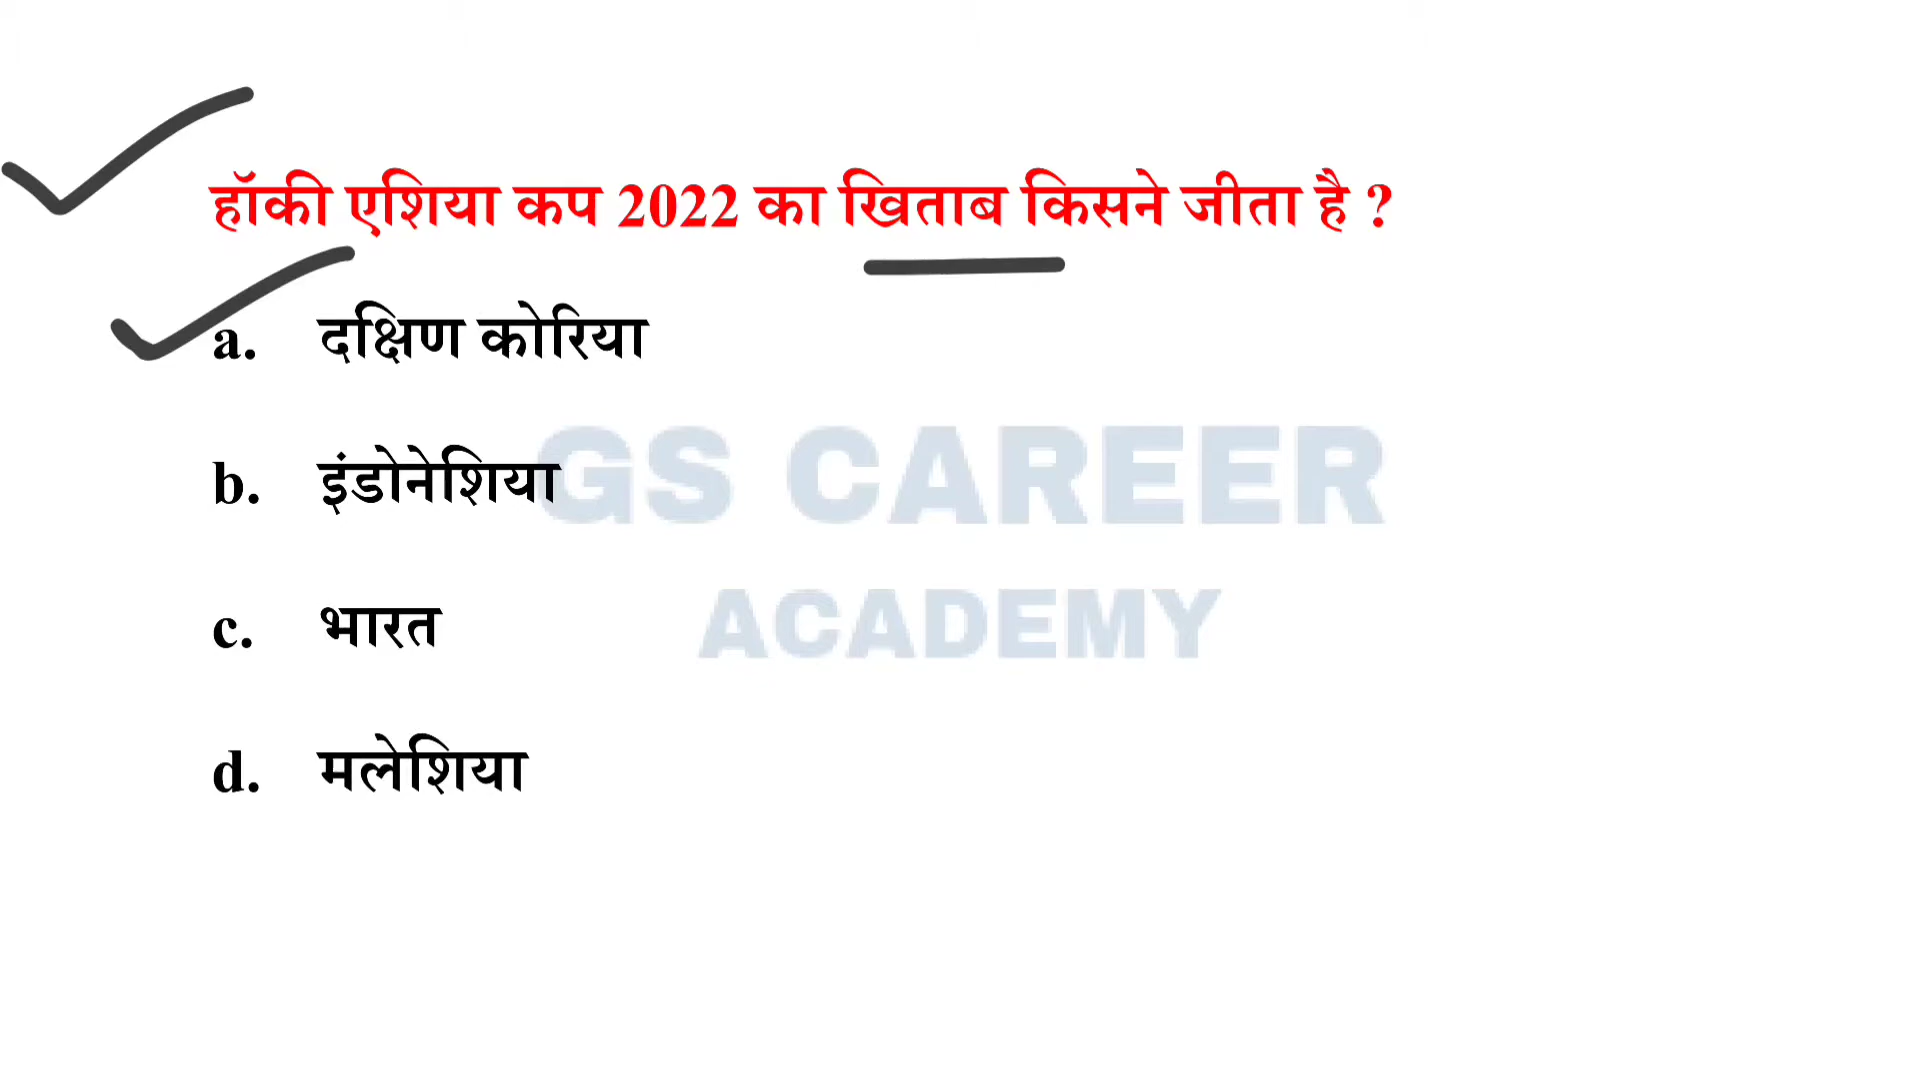 हॉकी एशिया कप 2022 का खिताब किसने जीता है ?
a. दक्षिण कोरिया
b. इंडोनेशिया
GS CAREER
c. भारत
ACADEMY
d. मलेशिया